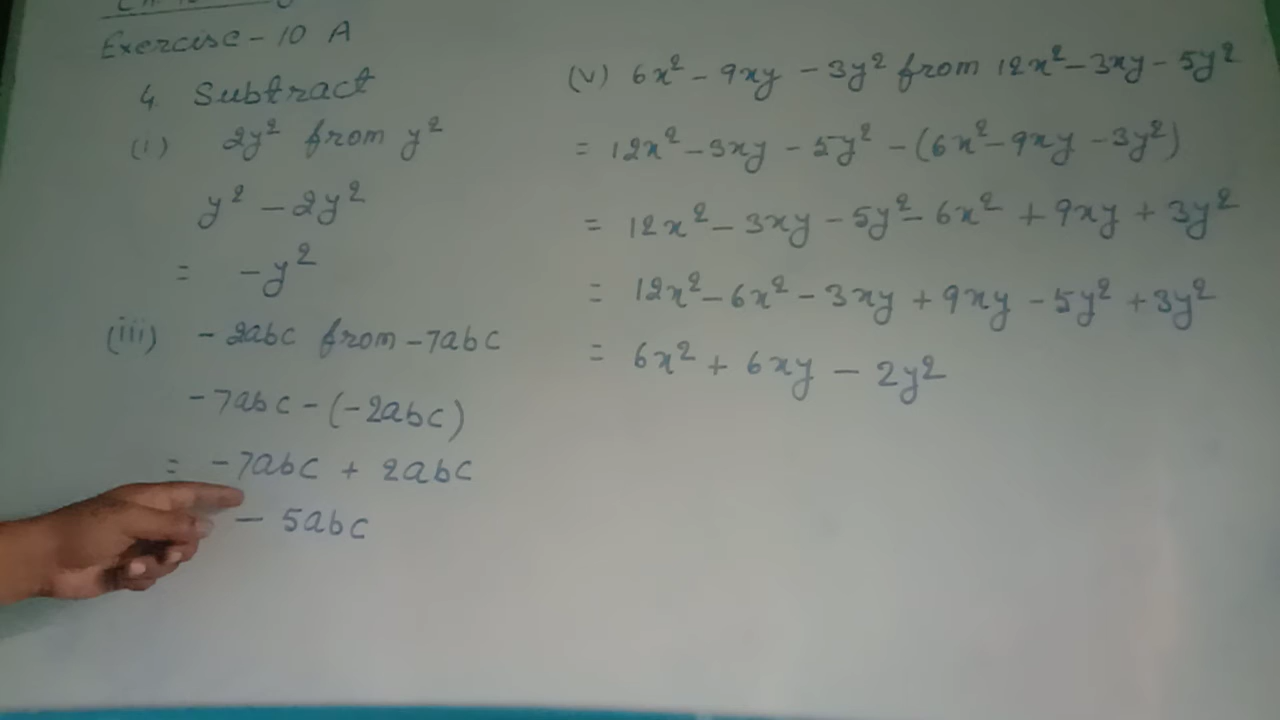 Exercise - 10 A
4. Subtract
(i) 2y² from y²
y² - 2y²
= -y²
(iii) - 2abc from - 7abc
-7abc - (-2abc)
= -7abc + 2abc
- 5abc
(v) 6x² - 9xy - 3y² from 12x² - 3xy - 5y²
= 12x² - 3xy - 5y² - (6x² - 9xy - 3y²)
= 12x² - 3xy - 5y² - 6x² + 9xy + 3y²
= 12x² - 6x² - 3xy + 9xy - 5y² + 3y²
= 6x² + 6xy - 2y²